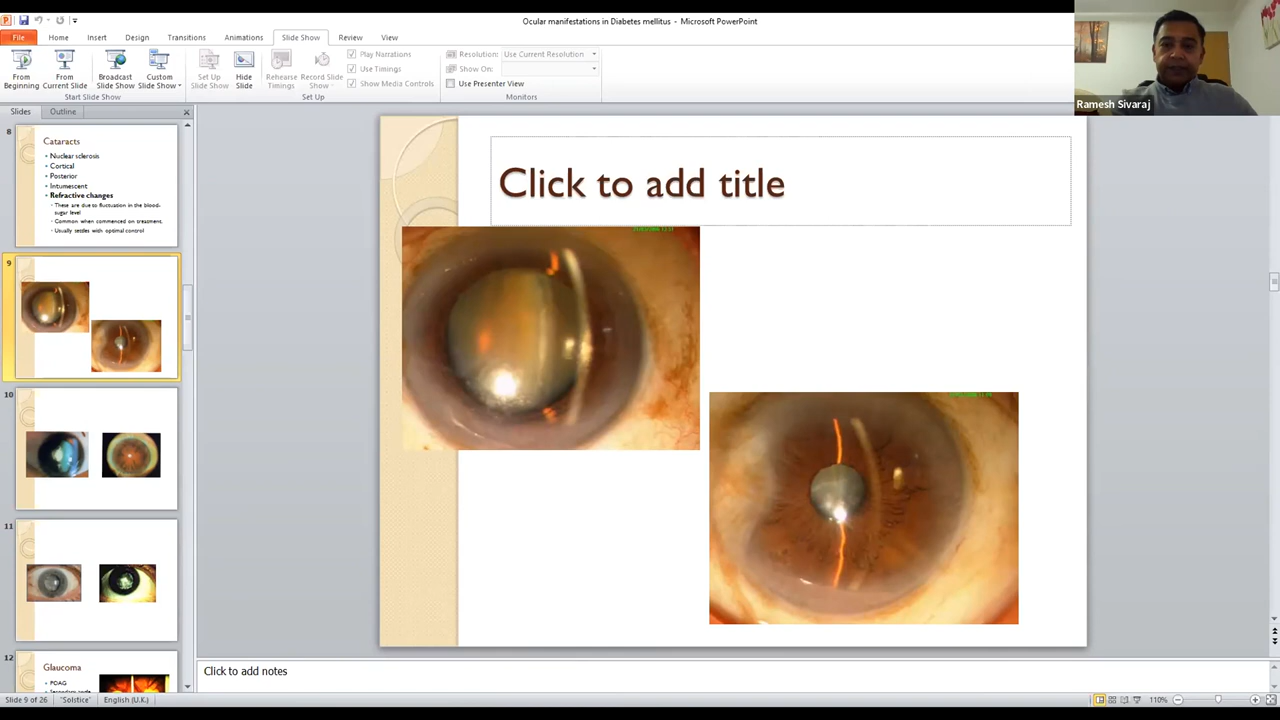 Ocular manifestations in Diabetes mellitus - Microsoft PowerPoint
File Home Insert Design Transitions Animations Slide Show Review View
From Beginning
From Current Slide
Broadcast Slide Show
Custom Slide Show
Start Slide Show
Set Up Slide Show
Hide Slide
Rehearse Timings
Record Slide Show
Play Narrations
Use Timings
Show Media Controls
Set Up
Resolution: Use Current Resolution
Show On:
Use Presenter View
Monitors
Ramesh Sivaraj
Slides Outline
8
Cataracts
Nuclear sclerosis
Cortical
Posterior
Intumescent
Refractive changes
These are due to fluctuation in the blood-
sugar level
Common when commenced on treatment.
Usually settles with optimal control
9
10
11
12
Glaucoma
POAG
Click to add title
Click to add notes
Slide 9 of 26 "Solstice" English (U.K.) 110%